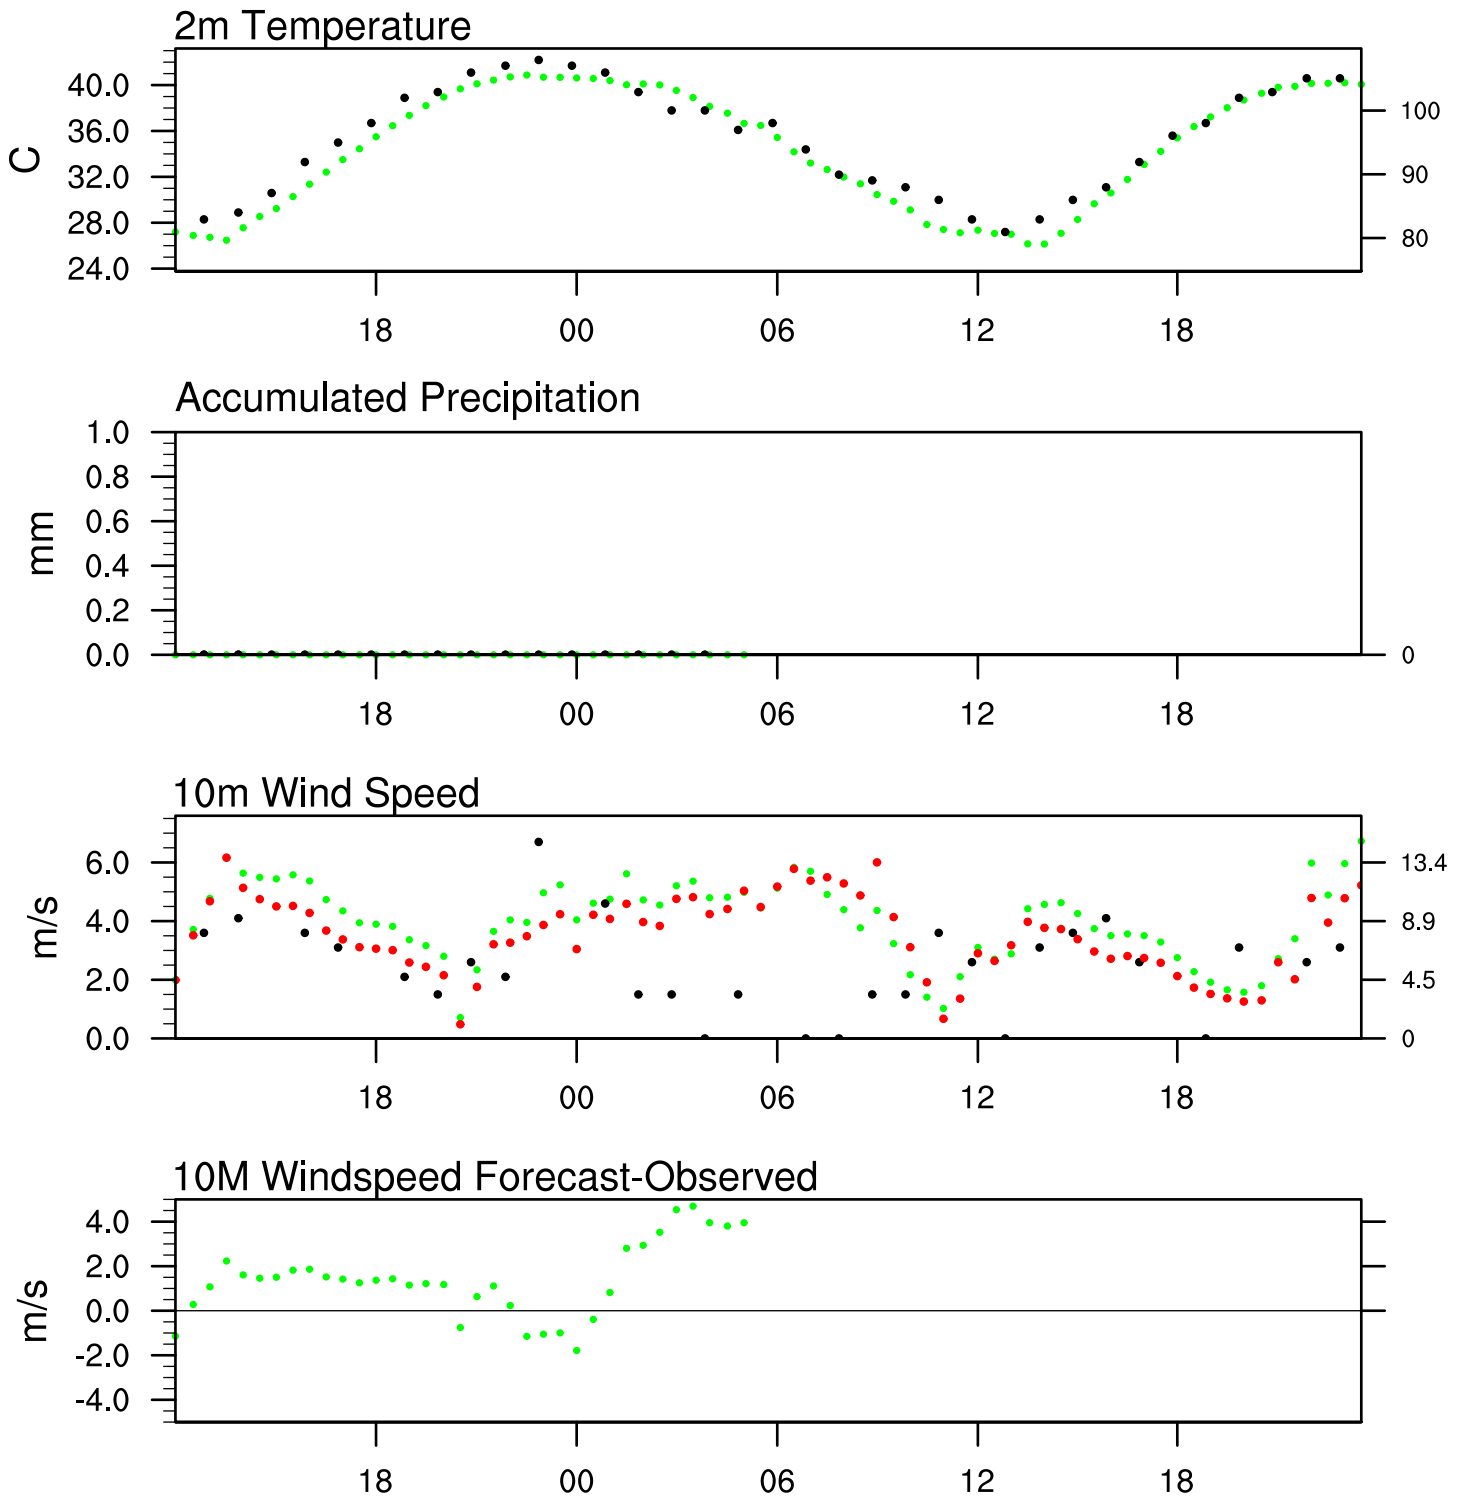 2m Temperature
40.0
36.0
32.0
28.0
24.0
C
100
90
80
18 00 06 12 18
Accumulated Precipitation
1.0
0.8
0.6
0.4
0.2
0.0
mm
0
18 00 06 12 18
10m Wind Speed
6.0
4.0
2.0
0.0
m/s
13.4
8.9
4.5
0
18 00 06 12 18
10M Windspeed Forecast-Observed
4.0
2.0
0.0
-2.0
-4.0
m/s
18 00 06 12 18